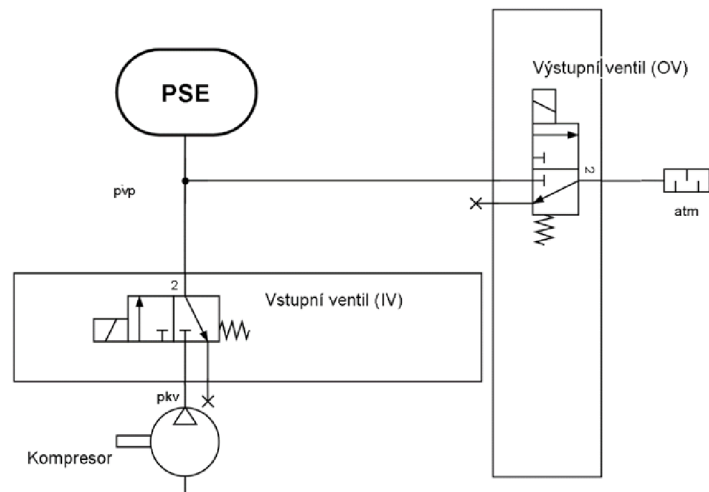 Výstupní ventil (OV)
PSE
2
pvp
atm
2
Vstupní ventil (IV)
pkv
Kompresor